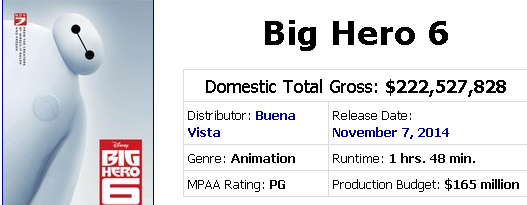 Big Hero 6
Domestic Total Gross: $222,527,828
Distributor: Buena
Vista
Release Date:
November 7, 2014
Genre: Animation
Runtime: 1 hrs. 48 min.
MPAA Rating: PG
Production Budget: $165 million
Disney
BIG
HERO
6